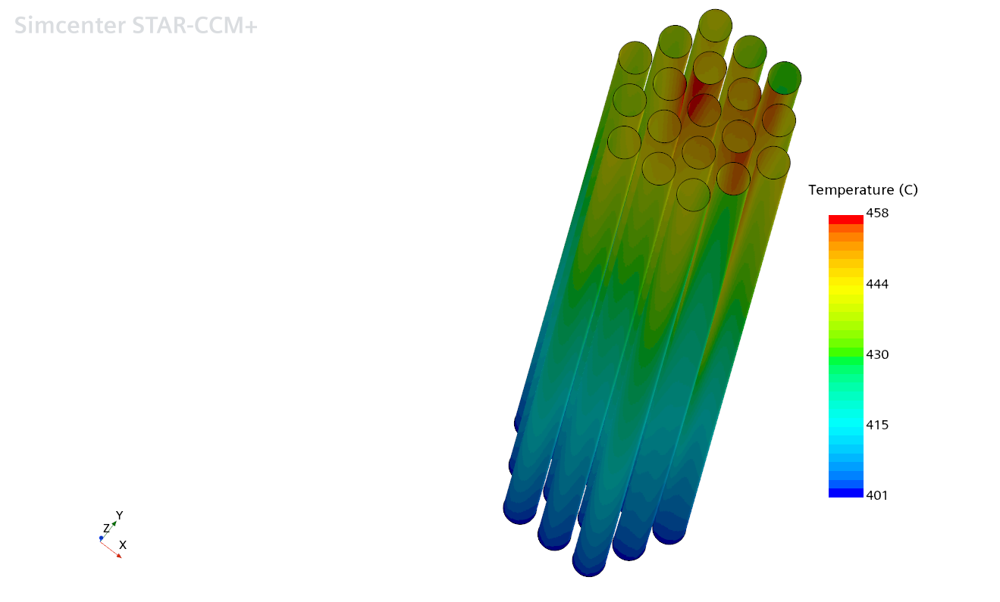 Simcenter STAR-CCM+
Temperature (C)
458
444
430
415
401
Y
Z
X